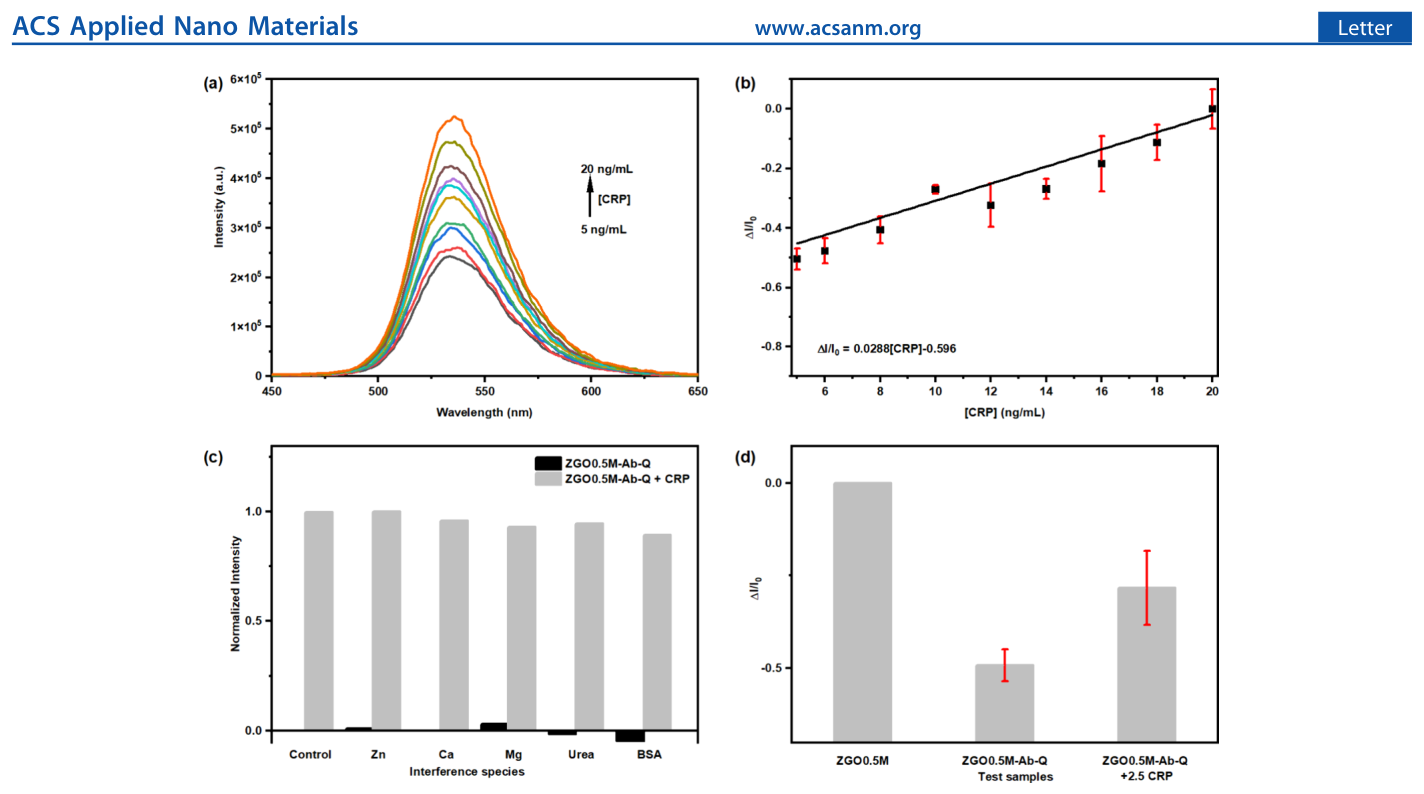 ACS Applied Nano Materials
www.acsanm.org
Letter
(a)
6×10⁵
5×10⁵
4×10⁵
3×10⁵
2×10⁵
1×10⁵
0
Intensity (a.u.)
20 ng/mL
[CRP]
5 ng/mL
450
500
550
600
650
Wavelength (nm)
(b)
0.0
-0.2
-0.4
-0.6
-0.8
ΔI/I₀
ΔI/I₀ = 0.0288[CRP]-0.596
6
8
10
12
14
16
18
20
[CRP] (ng/mL)
(c)
ZGO0.5M-Ab-Q
ZGO0.5M-Ab-Q + CRP
1.0
0.5
0.0
Normalized Intensity
Control
Zn
Ca
Mg
Urea
BSA
Interference species
(d)
0.0
-0.5
ΔI/I₀
ZGO0.5M
ZGO0.5M-Ab-Q
ZGO0.5M-Ab-Q
+2.5 CRP
Test samples